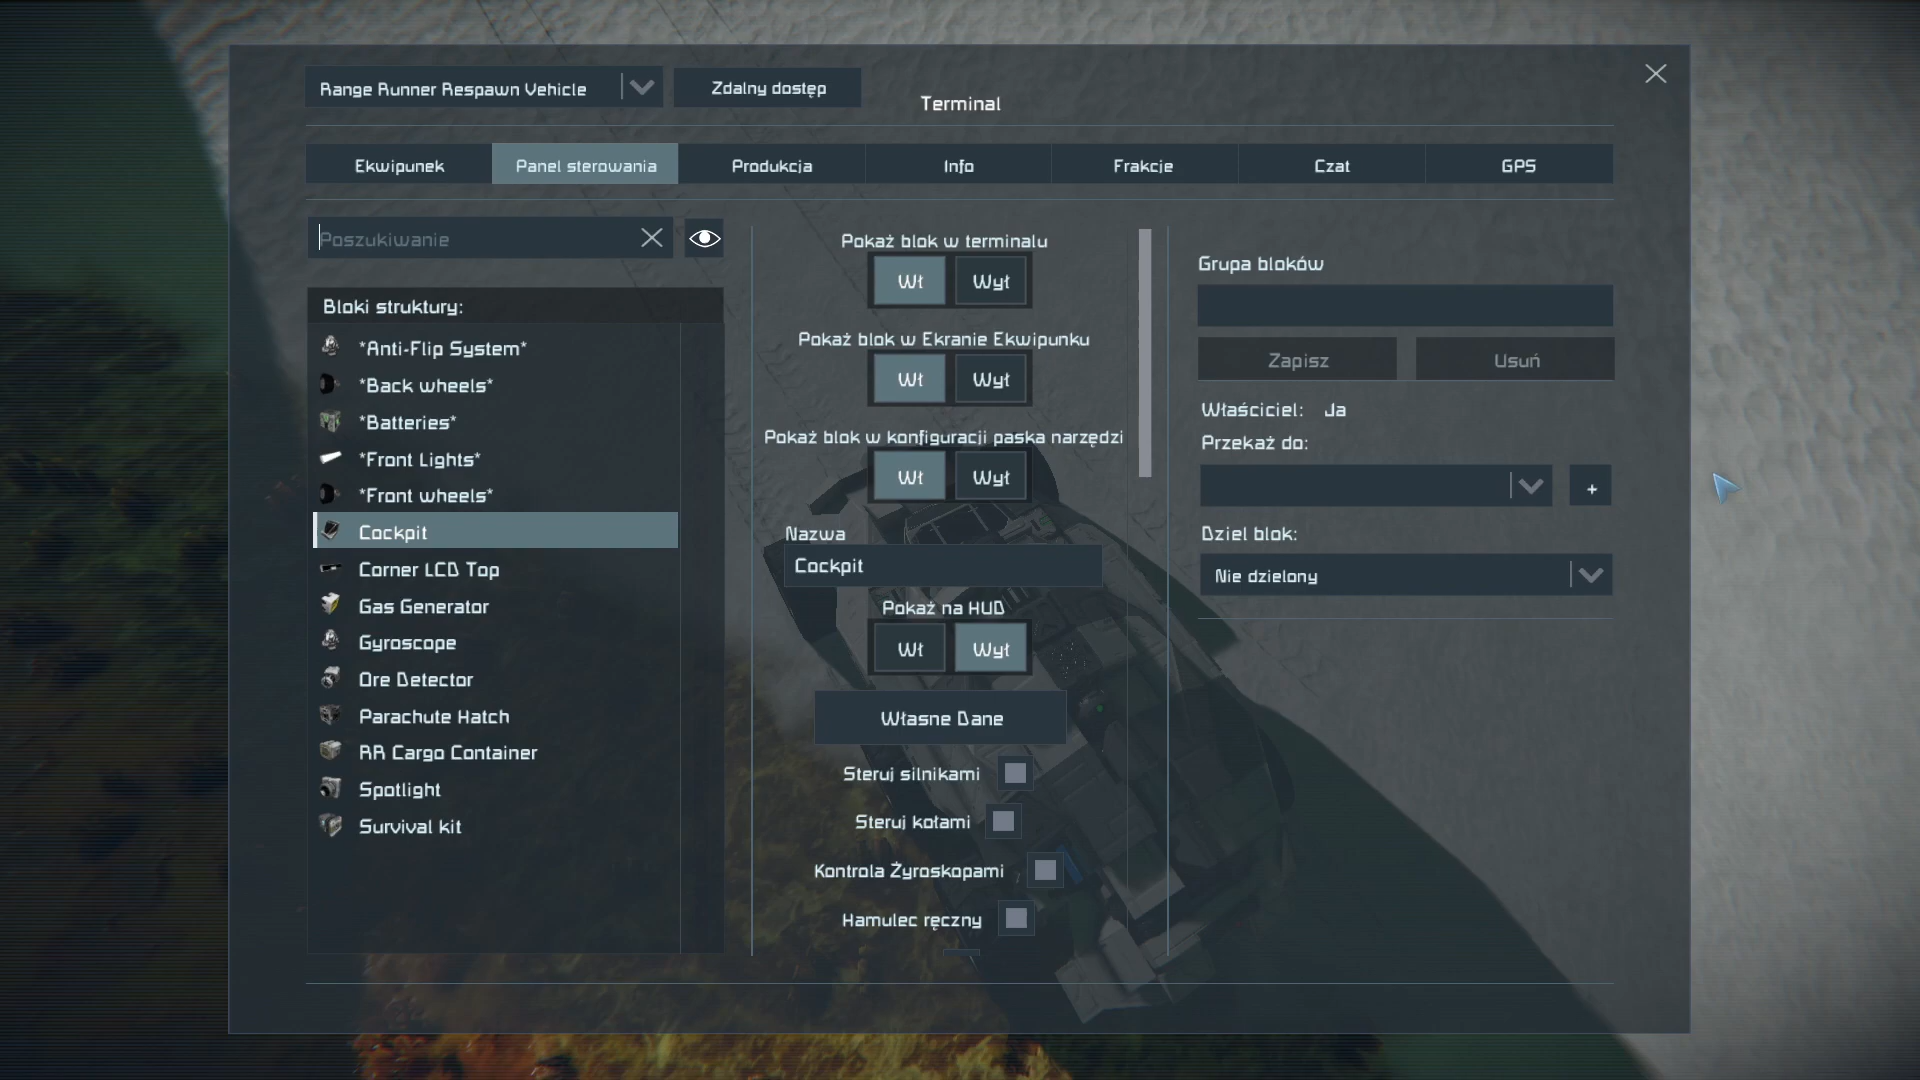 Range Runner Respawn Vehicle
Zdalny dostęp
Terminal
Ekwipunek
Panel sterowania
Produkcja
Info
Frakcje
Czat
GPS
Poszukiwanie
Bloki struktury:
*Anti-Flip System*
*Back wheels*
*Batteries*
*Front Lights*
*Front wheels*
Cockpit
Corner LCD Top
Gas Generator
Gyroscope
Ore Detector
Parachute Hatch
RR Cargo Container
Spotlight
Survival kit
Pokaż blok w terminalu
Wł Wył
Pokaż blok w Ekranie Ekwipunku
Wł Wył
Pokaż blok w konfiguracji paska narzędzi
Wł Wył
Nazwa
Cockpit
Pokaż na HUD
Wł Wył
Własne Dane
Steruj silnikami
Steruj kołami
Kontrola Żyroskopami
Hamulec ręczny
Grupa bloków
Zapisz Usuń
Właściciel: Ja
Przekaż do:
+
Dziel blok:
Nie dzielony